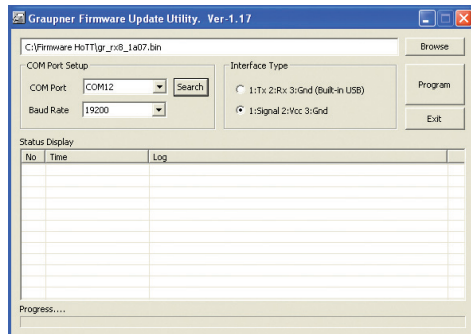 Graupner Firmware Update Utility. Ver-1.17
C:\Firmware HoTT\gr_rx8_1a07.bin
Browse
COM Port Setup
COM Port
COM12
Search
Baud Rate
19200
Interface Type
1:Tx 2:Rx 3:Gnd (Built-in USB)
1:Signal 2:Vcc 3:Gnd
Program
Exit
Status Display
No Time Log
Progress....